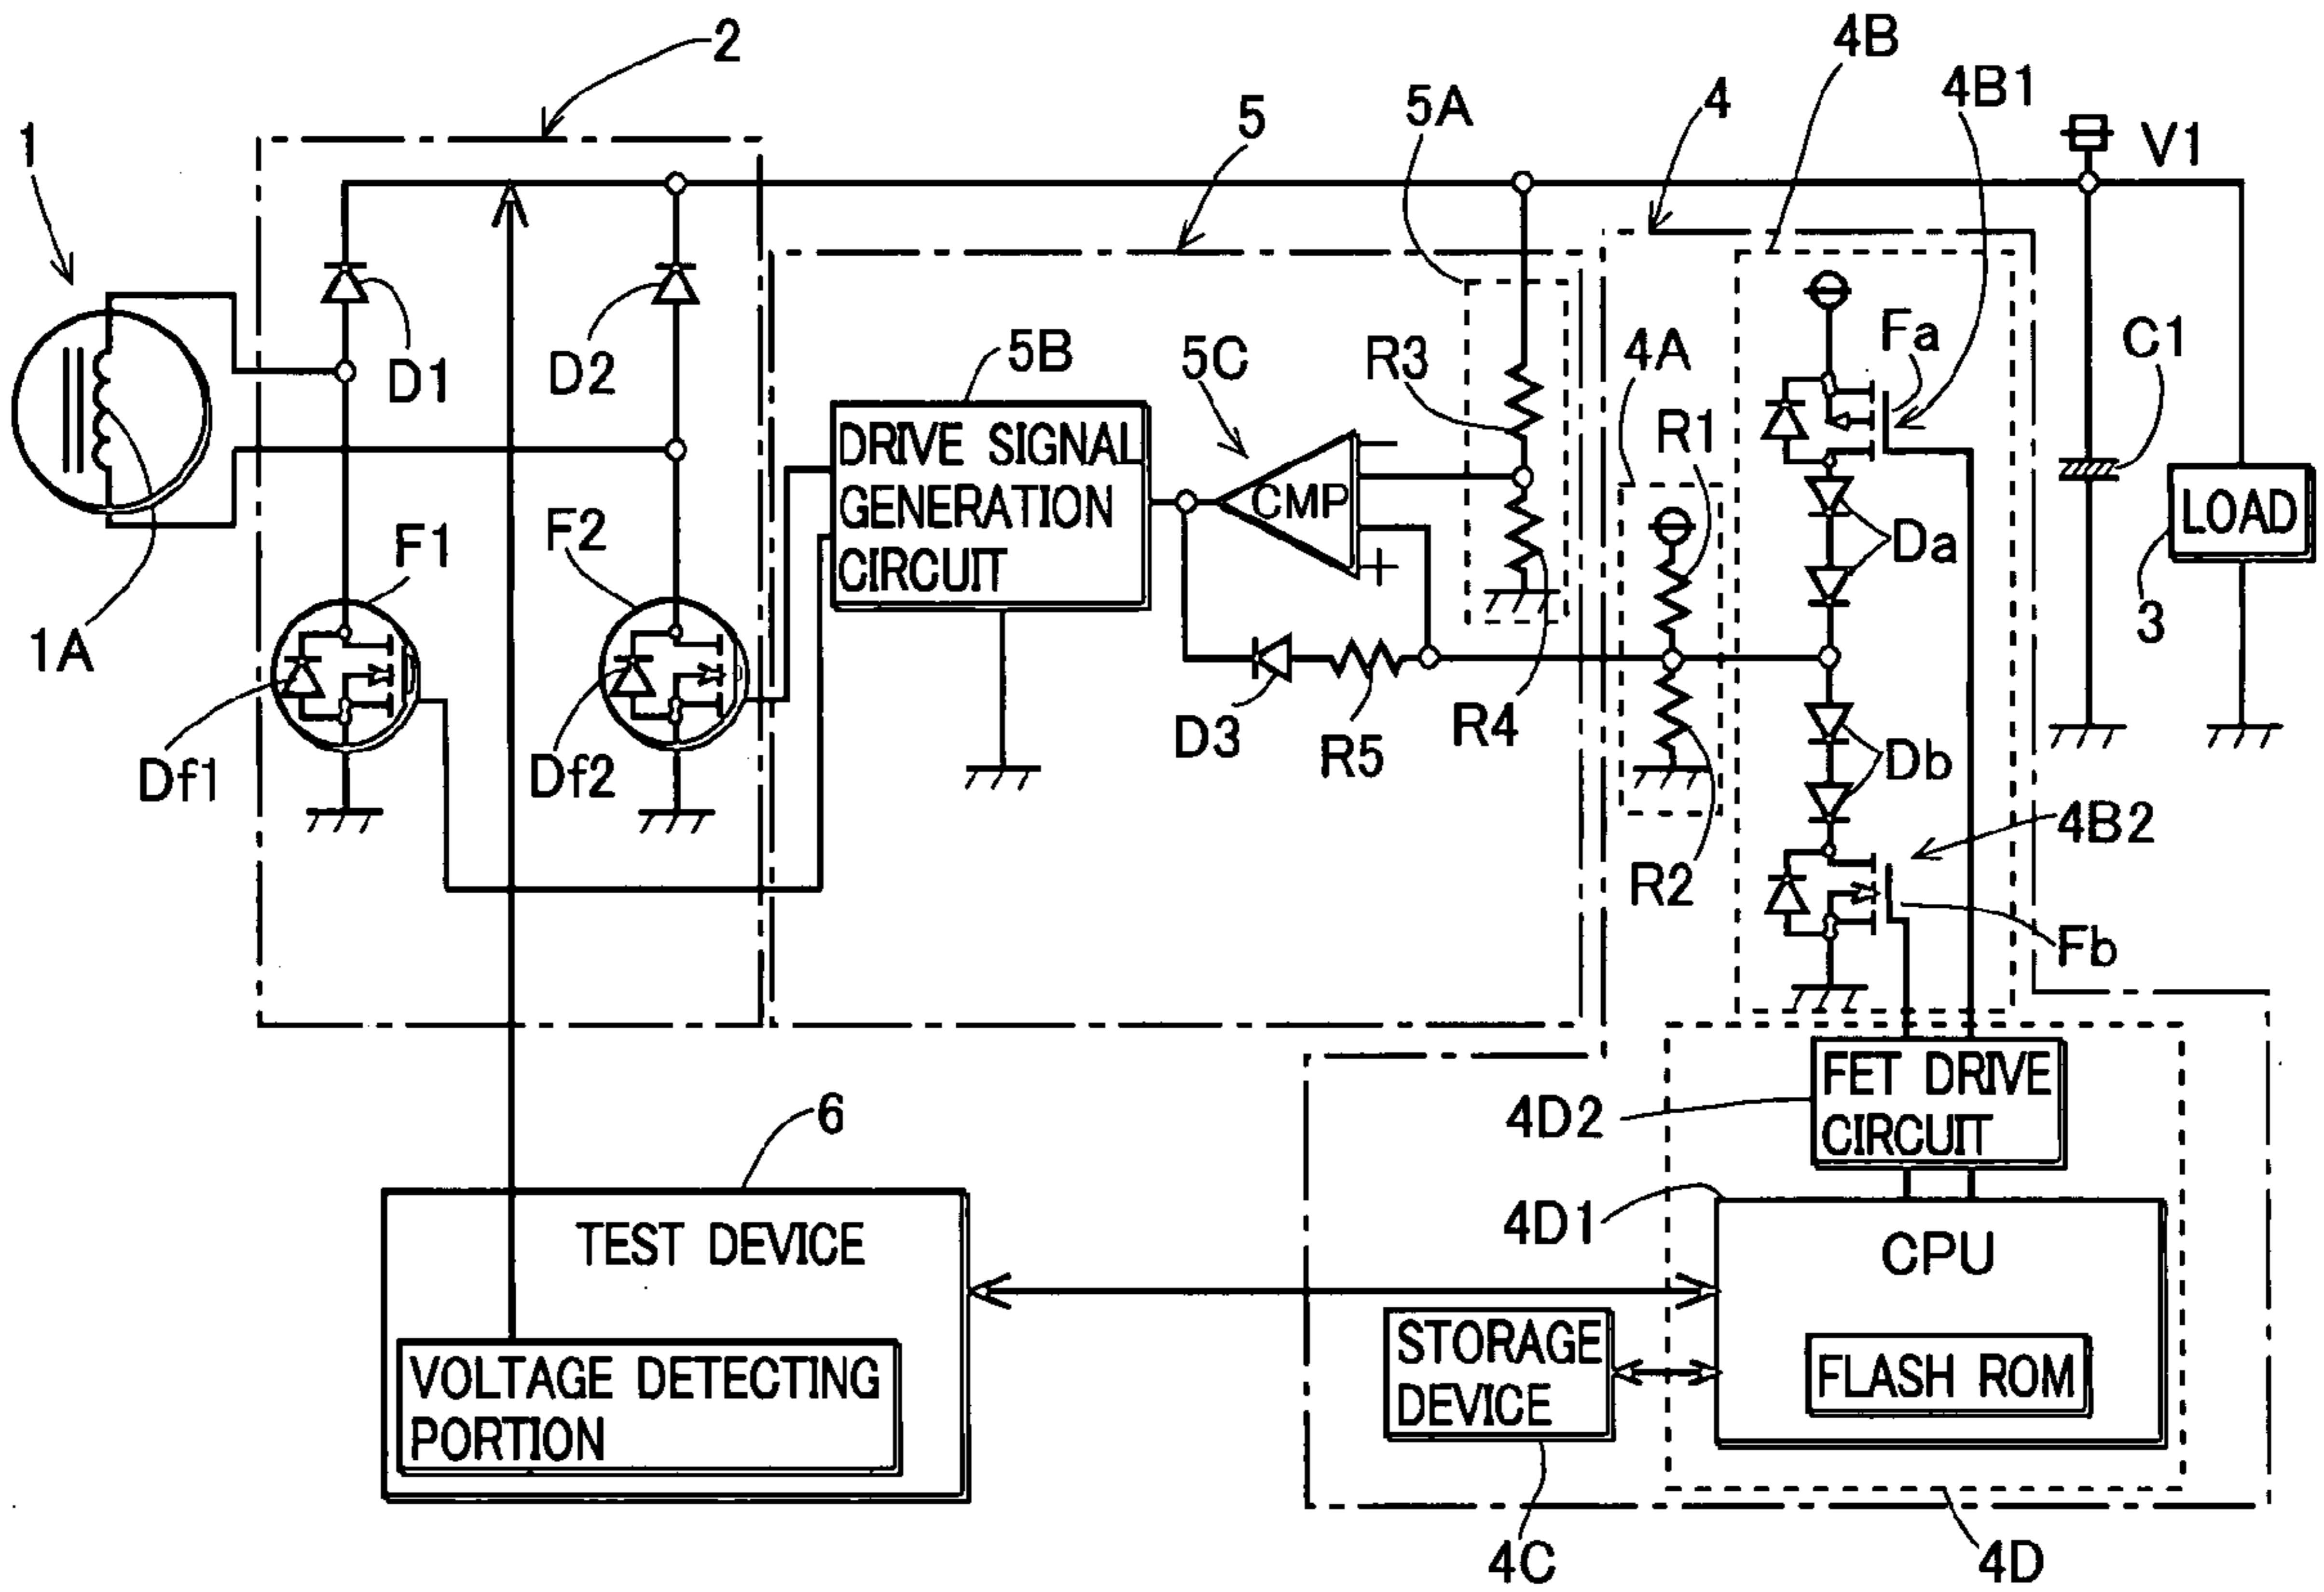 2
4B
4B1
5A
4
5
V1
1
Fa
C1
5B
5C
R3
4A
D1
D2
R1
DRIVE SIGNAL
GENERATION
CIRCUIT
CMP
−
+
LOAD
F1
F2
Da
3
1A
D3
R5
R4
Db
Df1
Df2
4B2
R2
Fb
FET DRIVE
CIRCUIT
4D2
6
4D1
TEST DEVICE
CPU
STORAGE
DEVICE
FLASH ROM
VOLTAGE DETECTING
PORTION
4C
4D